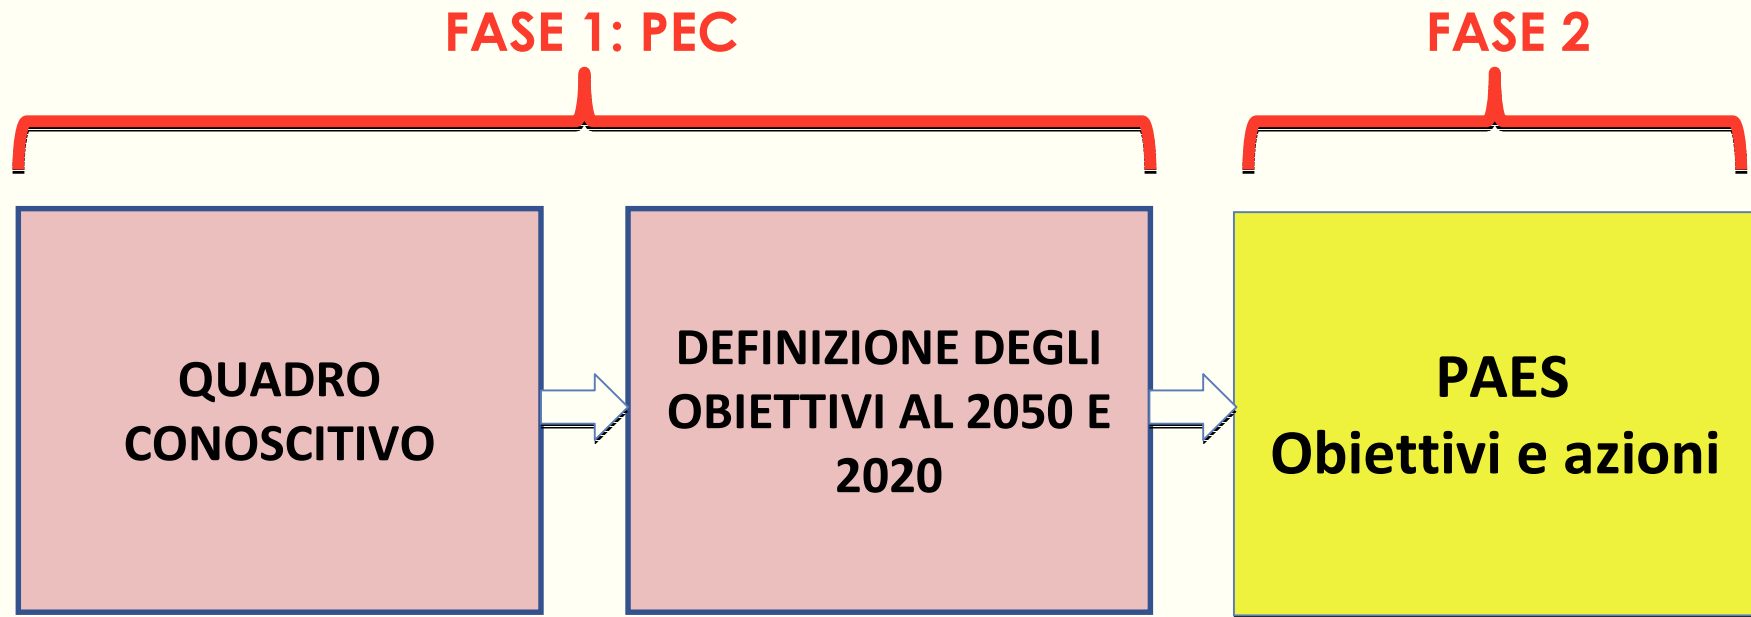 FASE 1: PEC
FASE 2
QUADRO
CONOSCITIVO
DEFINIZIONE DEGLI
OBIETTIVI AL 2050 E
2020
PAES
Obiettivi e azioni